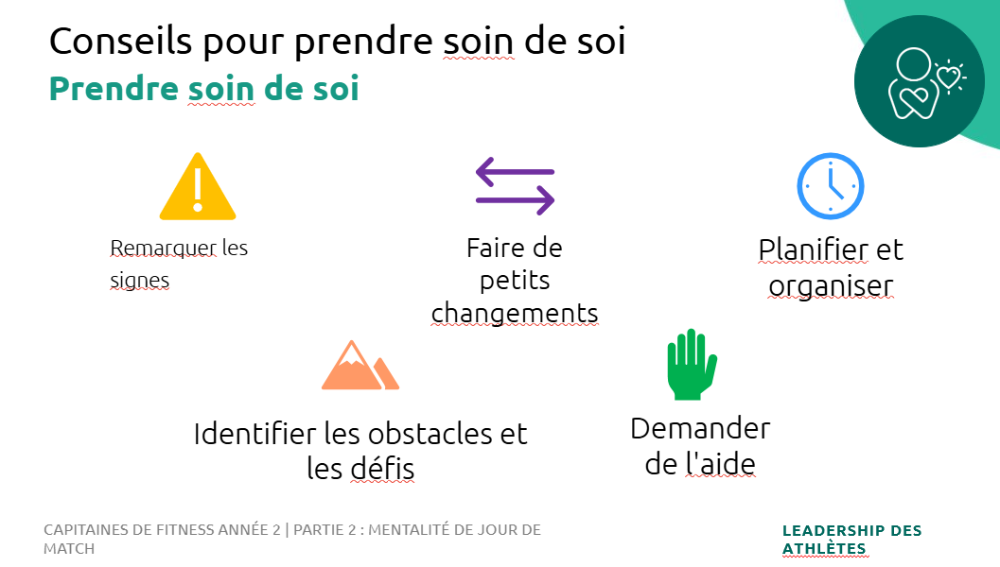 Conseils pour prendre soin de soi
Prendre soin de soi
Remarquer les
signes
Faire de
petits
changements
Planifier et
organiser
Identifier les obstacles et
les défis
Demander
de l'aide
CAPITAINES DE FITNESS ANNÉE 2 | PARTIE 2 : MENTALITÉ DE JOUR DE
MATCH
LEADERSHIP DES
ATHLÈTES